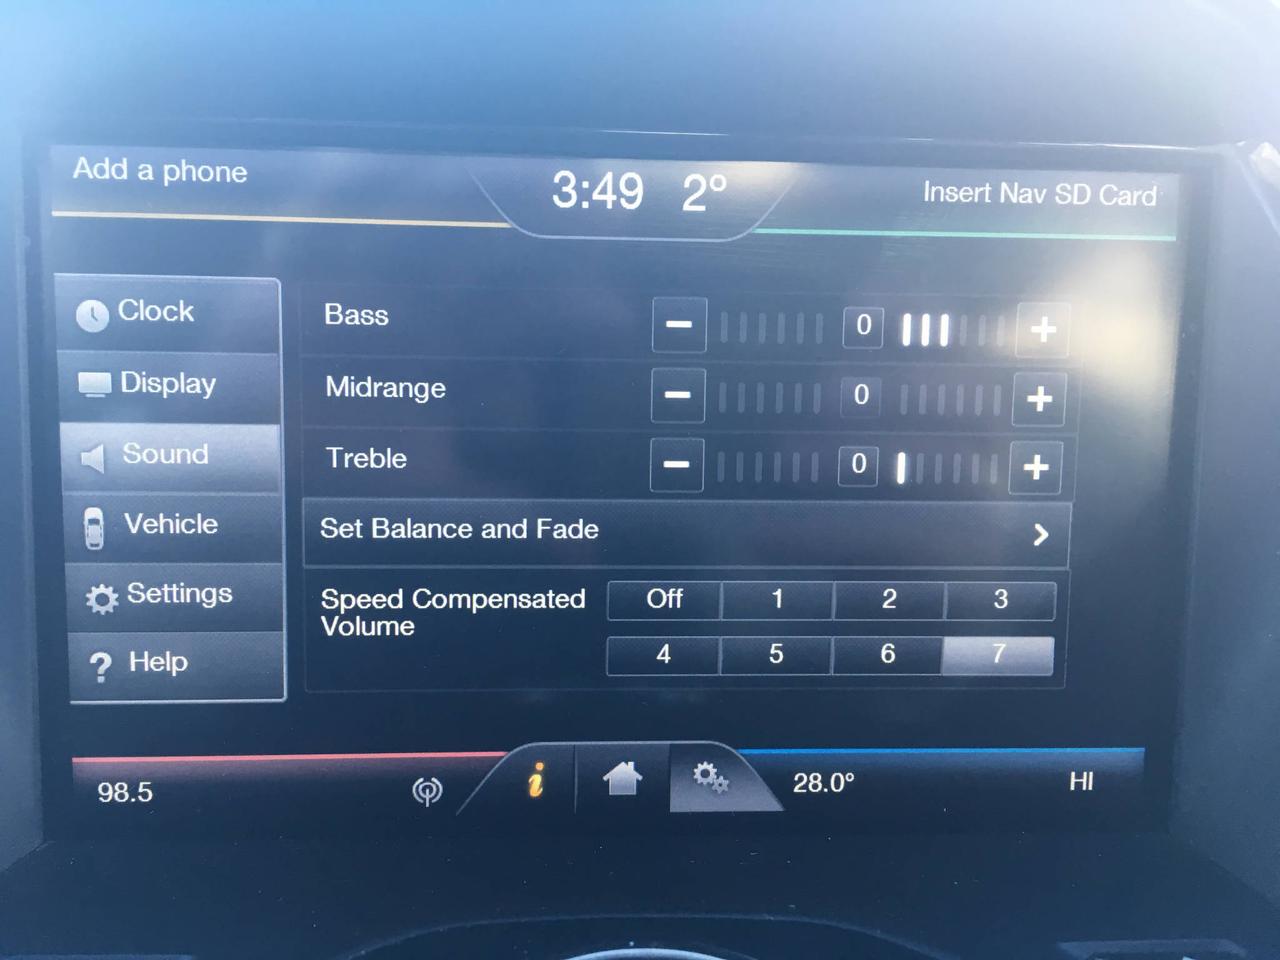 Add a phone
3:49 2°
Insert Nav SD Card
Clock
Display
Sound
Vehicle
Settings
? Help
Bass − 0 +
Midrange − 0 +
Treble − 0 +
Set Balance and Fade >
Speed Compensated
Volume
Off 1 2 3
4 5 6 7
98.5
i
28.0°
HI